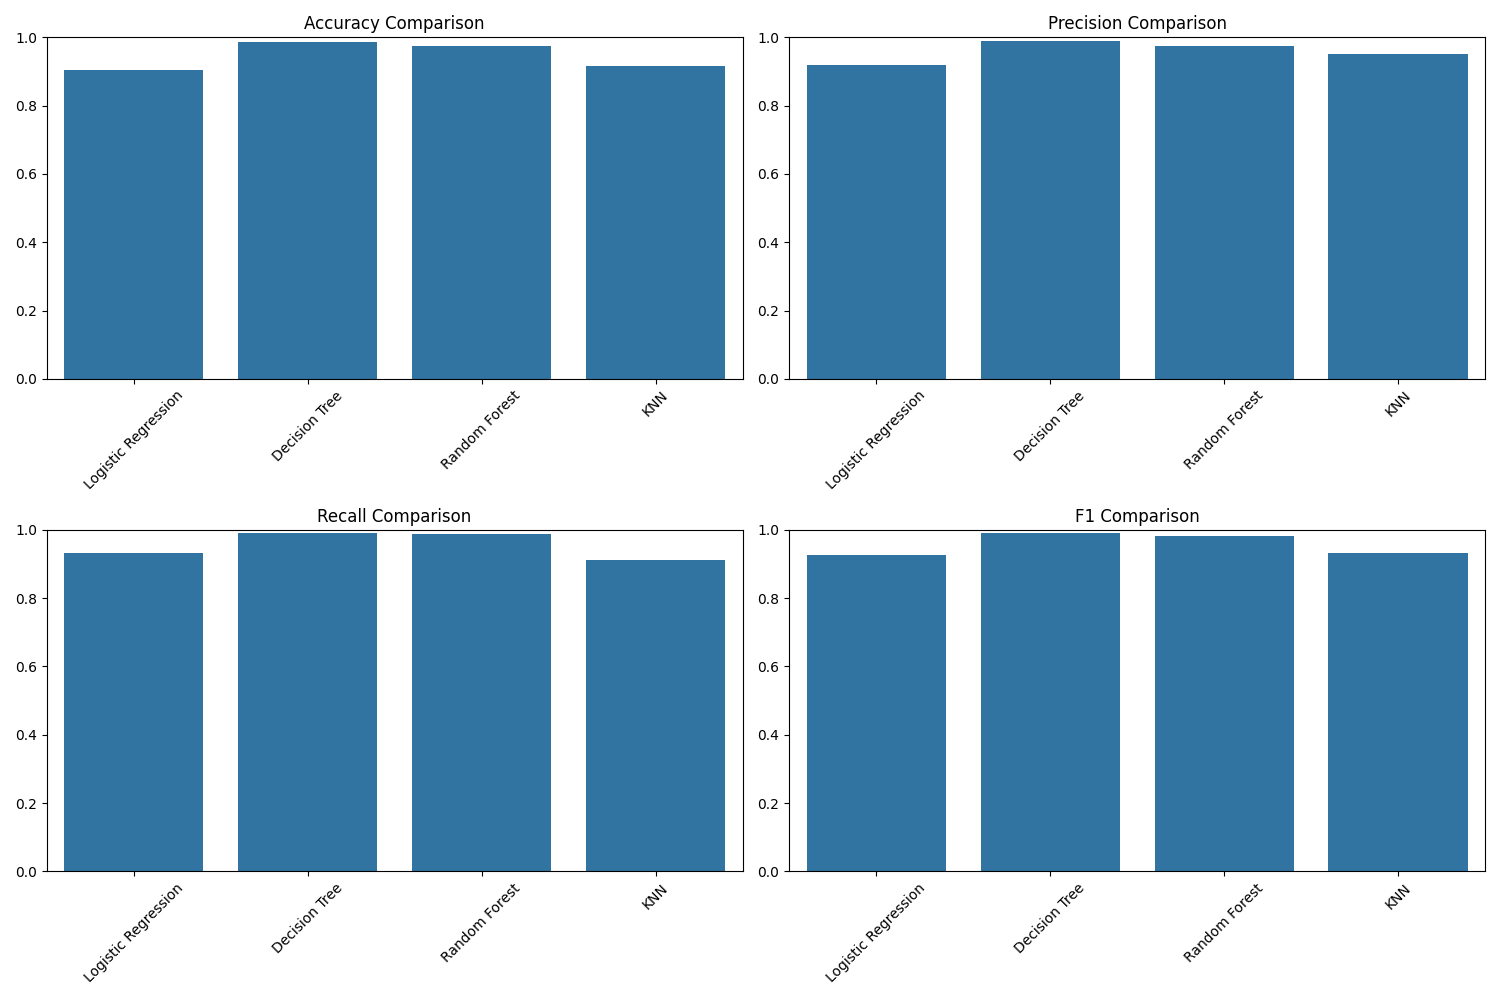 Accuracy Comparison
1.0
0.8
0.6
0.4
0.2
0.0
Logistic Regression
Decision Tree
Random Forest
KNN
Precision Comparison
1.0
0.8
0.6
0.4
0.2
0.0
Logistic Regression
Decision Tree
Random Forest
KNN
Recall Comparison
1.0
0.8
0.6
0.4
0.2
0.0
Logistic Regression
Decision Tree
Random Forest
KNN
F1 Comparison
1.0
0.8
0.6
0.4
0.2
0.0
Logistic Regression
Decision Tree
Random Forest
KNN